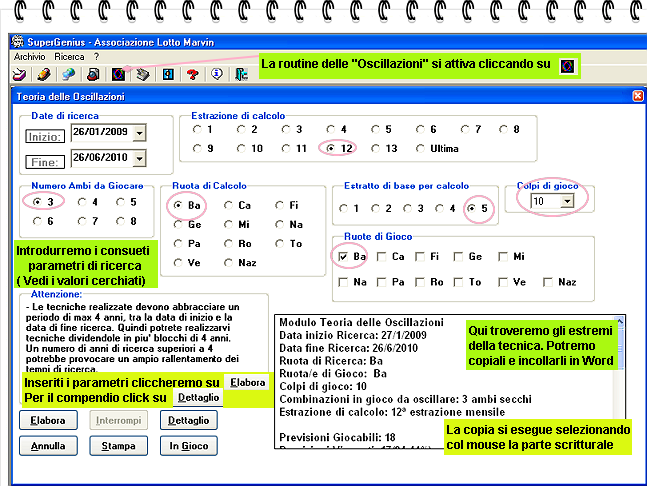 SuperGenius - Associazione Lotto Marvin
Archivio Ricerca ?
La routine delle "Oscillazioni" si attiva cliccando su
Teoria delle Oscillazioni
Date di ricerca
Inizio: 26/01/2009
Fine: 26/06/2010
Estrazione di calcolo
1 2 3 4 5 6 7 8
9 10 11 12 13 Ultima
Numero Ambi da Giocare
3 4 5
6 7 8
Ruota di Calcolo
Ba Ca Fi
Ge Mi Na
Pa Ro To
Ve Naz
Estratto di base per calcolo
1 2 3 4 5
Colpi di gioco
10
Ruote di Gioco
Ba Ca Fi Ge Mi
Na Pa Ro To Ve Naz
Introdurremo i consueti
parametri di ricerca
( Vedi i valori cerchiati)
Attenzione:
- Le tecniche realizzate devono abbracciare un
periodo di max 4 anni, tra la data di inizio e la
data di fine ricerca. Quindi potrete realizzarvi
tecniche dividendole in piu' blocchi di 4 anni.
Un numero di anni di ricerca superiori a 4
potrebbe provocare un ampio rallentamento dei
tempi di ricerca.
Inseriti i parametri cliccheremo su Elabora
Per il compendio click su Dettaglio
Elabora Interrompi Dettaglio
Annulla Stampa In Gioco
Modulo Teoria delle Oscillazioni
Data inizio Ricerca: 27/1/2009
Data fine Ricerca: 26/6/2010
Ruota di Ricerca: Ba
Ruota/e di Gioco: Ba
Colpi di gioco: 10
Combinazioni in gioco da oscillare: 3 ambi secchi
Estrazione di calcolo: 12ª estrazione mensile
Previsioni Giocabili: 18
Qui troveremo gli estremi
della tecnica. Potremo
copiali e incollarli in Word
La copia si esegue selezionando
col mouse la parte scritturale